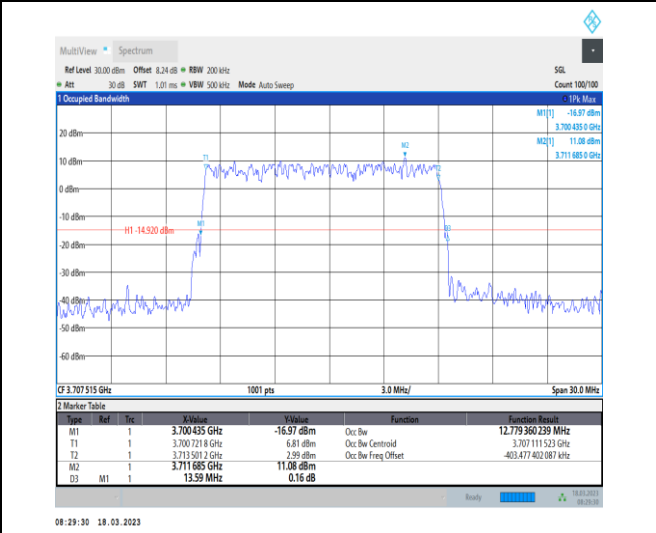 MultiView Spectrum
Ref Level 30.00 dBm Offset 8.24 dB RBW 200 kHz SGL
Att 30 dB SWT 1.01 ms VBW 500 kHz Mode Auto Sweep Count 100/100
1 Occupied Bandwidth 1Pk Max
M1[1] -16.97 dBm
3.700 435 0 GHz
M2[1] 11.08 dBm
3.711 685 0 GHz
20 dBm
M2
T1
10 dBm
T2
0 dBm
-10 dBm
M1
H1 -14.920 dBm
D3
-20 dBm
-30 dBm
-40 dBm
-50 dBm
-60 dBm
CF 3.707 515 GHz 1001 pts 3.0 MHz/ Span 30.0 MHz
2 Marker Table
Type Ref Trc X-Value Y-Value Function Function Result
M1 1 3.700 435 GHz -16.97 dBm Occ Bw 12.779 360 239 MHz
T1 1 3.700 721 8 GHz 6.81 dBm Occ Bw Centroid 3.707 111 523 GHz
T2 1 3.713 501 2 GHz 2.99 dBm Occ Bw Freq Offset -403.477 402 087 kHz
M2 1 3.711 685 GHz 11.08 dBm
D3 M1 1 13.59 MHz 0.16 dB
Ready 18.03.2023
08:29:30
08:29:30 18.03.2023